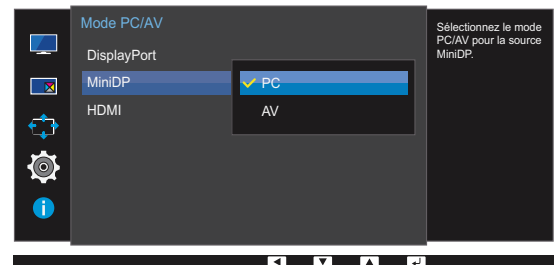 Mode PC/AV
DisplayPort
MiniDP
HDMI
PC
AV
Sélectionnez le mode
PC/AV pour la source
MiniDP.